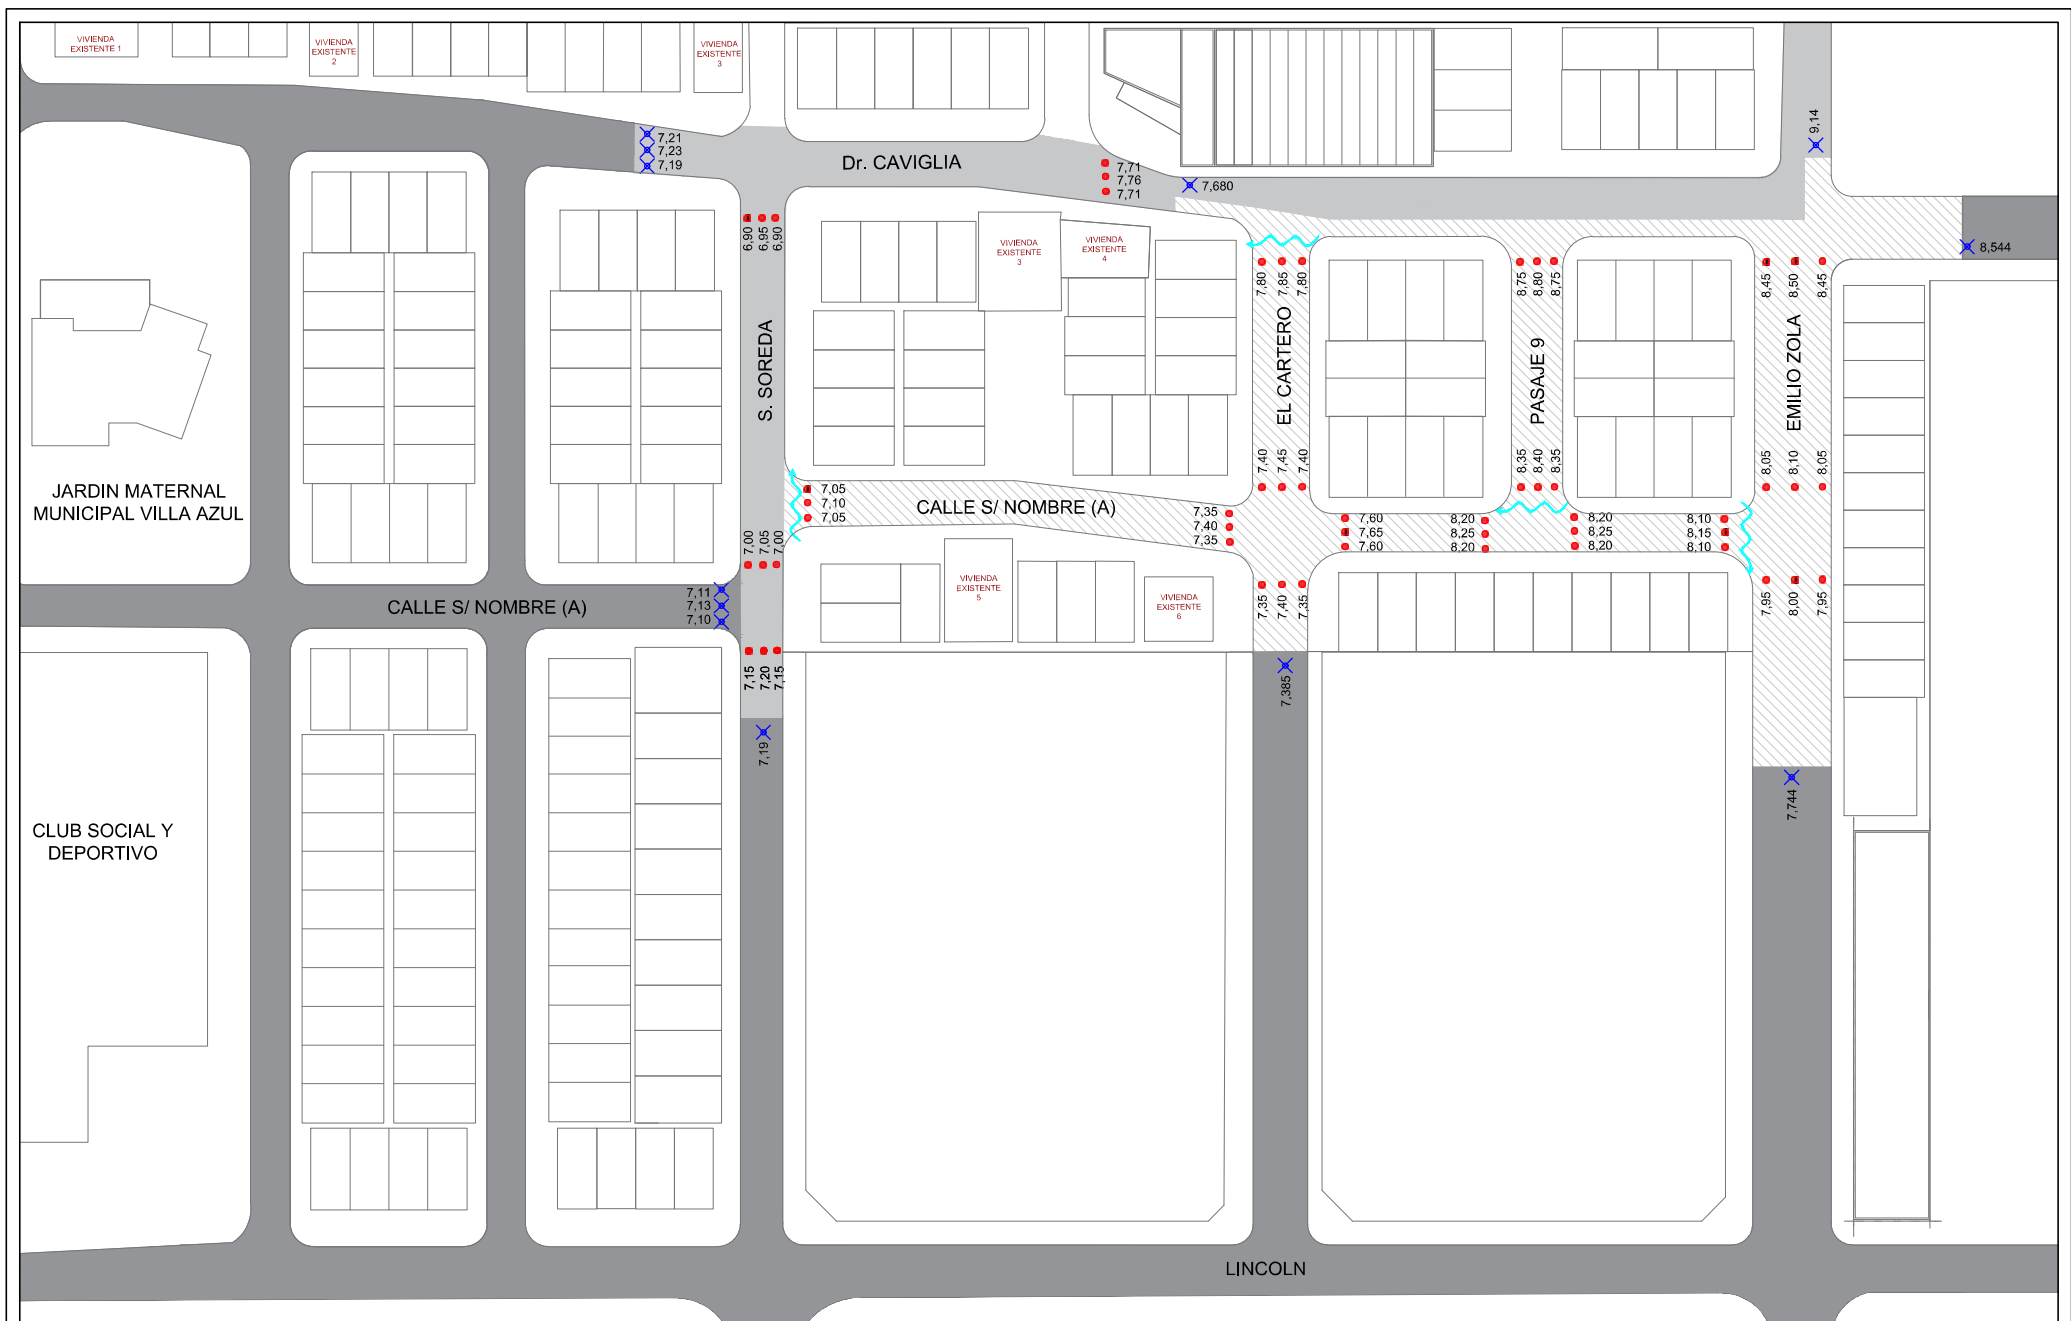 VIVIENDA
EXISTENTE 1
VIVIENDA
EXISTENTE
2
VIVIENDA
EXISTENTE
3
9,14
7,21
7,23
7,19
Dr. CAVIGLIA
7,71
7,76
7,71
7,680
8,544
6,90
6,95
6,90
VIVIENDA
EXISTENTE
3
VIVIENDA
EXISTENTE
4
7,80
7,85
7,80
8,75
8,80
8,75
8,45
8,50
8,45
S. SOREDA
EL CARTERO
PASAJE 9
EMILIO ZOLA
7,40
7,45
7,40
8,35
8,40
8,35
8,05
8,10
8,05
JARDIN MATERNAL
MUNICIPAL VILLA AZUL
7,05
7,10
7,05
CALLE S/ NOMBRE (A)
7,35
7,40
7,35
7,60
7,65
7,60
8,20
8,25
8,20
8,20
8,25
8,20
8,10
8,15
8,10
7,00
7,05
7,00
VIVIENDA
EXISTENTE
5
VIVIENDA
EXISTENTE
6
7,35
7,40
7,35
7,95
8,00
7,95
CALLE S/ NOMBRE (A)
7,11
7,13
7,10
7,15
7,20
7,15
7,385
7,19
7,744
CLUB SOCIAL Y
DEPORTIVO
LINCOLN